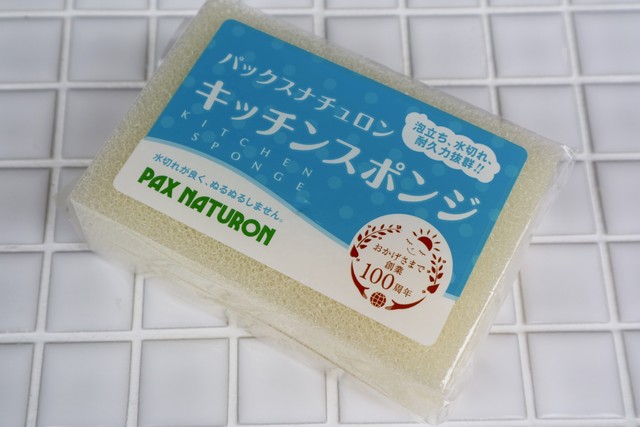 パックスナチュロン
キッチンスポンジ
KITCHEN
SPONGE
泡立ち、水切れ、
耐久力抜群!!
水切れが良く、ぬるぬるしません。
PAX NATURON
おかげさまで
創業
100周年